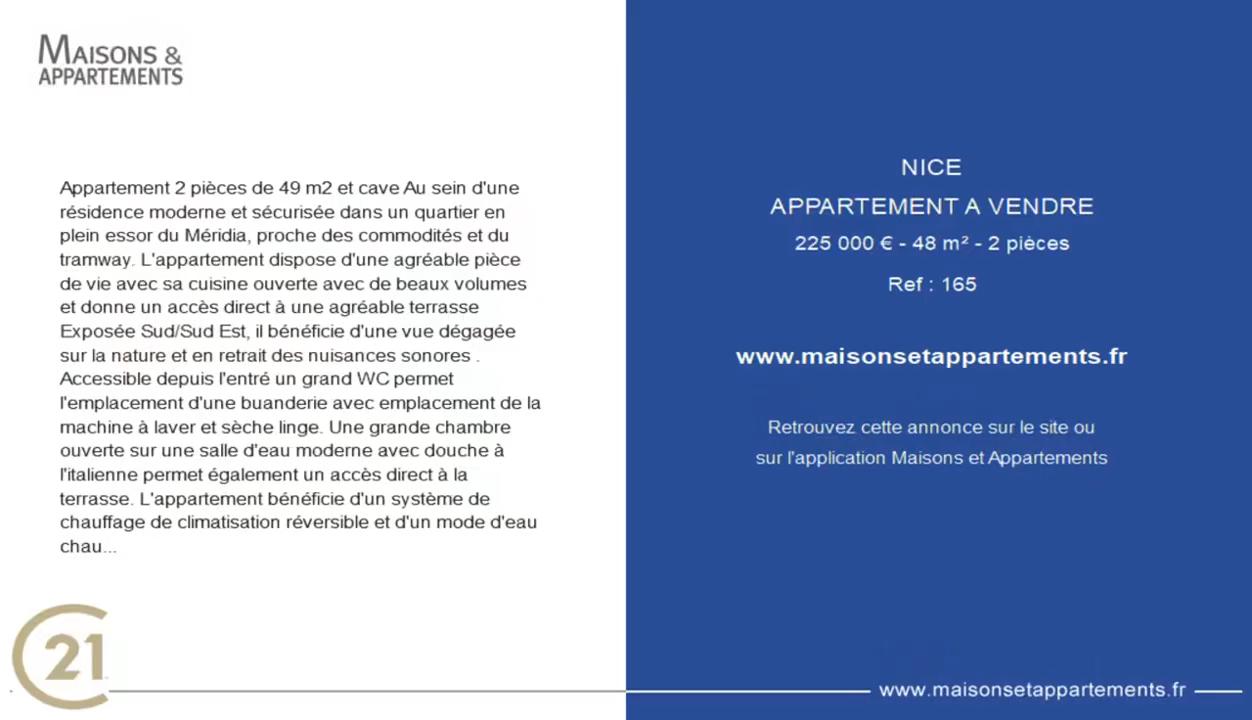 MAISONS &
APPARTEMENTS
Appartement 2 pièces de 49 m2 et cave Au sein d'une
résidence moderne et sécurisée dans un quartier en
plein essor du Méridia, proche des commodités et du
tramway. L'appartement dispose d'une agréable pièce
de vie avec sa cuisine ouverte avec de beaux volumes
et donne un accès direct à une agréable terrasse
Exposée Sud/Sud Est, il bénéficie d'une vue dégagée
sur la nature et en retrait des nuisances sonores .
Accessible depuis l'entré un grand WC permet
l'emplacement d'une buanderie avec emplacement de la
machine à laver et sèche linge. Une grande chambre
ouverte sur une salle d'eau moderne avec douche à
l'italienne permet également un accès direct à la
terrasse. L'appartement bénéficie d'un système de
chauffage de climatisation réversible et d'un mode d'eau
chau...
C21
NICE
APPARTEMENT A VENDRE
225 000 € - 48 m² - 2 pièces
Ref : 165
www.maisonsetappartements.fr
Retrouvez cette annonce sur le site ou
sur l'application Maisons et Appartements
www.maisonsetappartements.fr